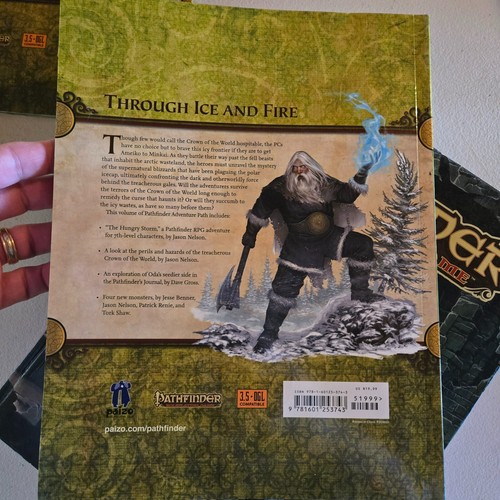 3.5-OGL
COMPATIBLE
THROUGH ICE AND FIRE
Though few would call the Crown of the World hospitable, the PCs
have no choice but to brave this icy frontier if they are to get
Ameiko to Minkai. As they battle their way past the fell beasts
that inhabit the arctic wasteland, the heroes must unravel the mystery
of the supernatural blizzards that have been plaguing the polar
icecap, ultimately confronting the dark and otherworldly force
behind the treacherous gales. Will the adventurers survive
the terrors of the Crown of the World long enough to
remedy the curse that haunts it? Or will they succumb to
the icy wastes, as have so many before them?
This volume of Pathfinder Adventure Path includes:
• "The Hungry Storm," a Pathfinder RPG adventure
for 7th-level characters, by Jason Nelson.
• A look at the perils and hazards of the treacherous
Crown of the World, by Jason Nelson.
• An exploration of Oda's seedier side in
the Pathfinder's Journal, by Dave Gross.
• Four new monsters, by Jesse Benner,
Jason Nelson, Patrick Renie, and
Tork Shaw.
DER
paizo
PATHFINDER
3.5-OGL
COMPATIBLE
51999>
9 781601 253743
paizo.com/pathfinder